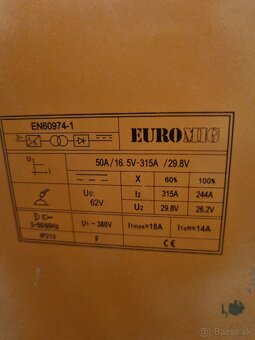 EN60974-1
EUROMIG
50A/16.5V-315A/29.8V
X 60% 100%
U0:
62V
I2 315A 244A
U2 29.8V 26.2V
3~50/60Hz
U1 ~380V
I1max=18A
I1eff=14A
IP21S
F
CE
bazos.sk